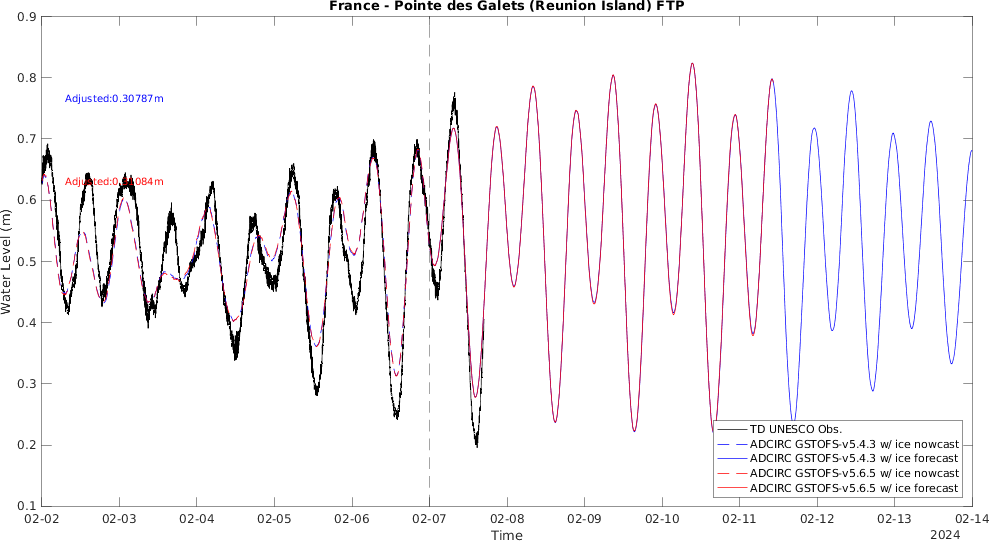 France - Pointe des Galets (Reunion Island) FTP
0.9
0.8
0.7
0.6
0.5
0.4
0.3
0.2
0.1
Water Level (m)
Adjusted:0.30787m
084m
TD UNESCO Obs.
ADCIRC GSTOFS-v5.4.3 w/ ice nowcast
ADCIRC GSTOFS-v5.4.3 w/ ice forecast
ADCIRC GSTOFS-v5.6.5 w/ ice nowcast
ADCIRC GSTOFS-v5.6.5 w/ ice forecast
02-02 02-03 02-04 02-05 02-06 02-07 02-08 02-09 02-10 02-11 02-12 02-13 02-14
Time
2024